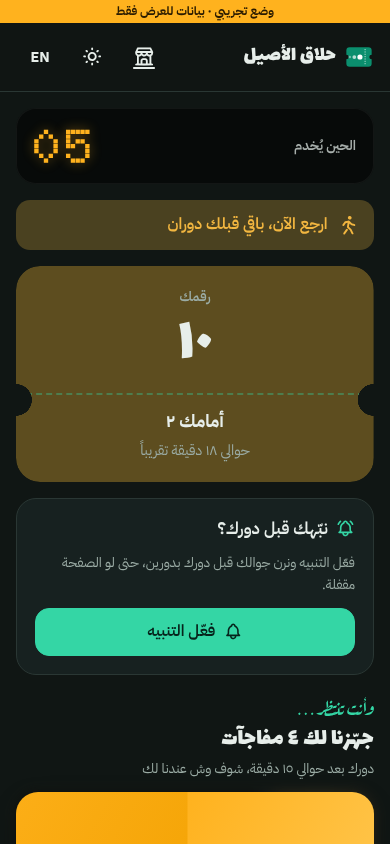 وضع تجريبي · بيانات للعرض فقط
حلاق الأصيل
EN
الحين يُخدم
05
ارجع الآن، باقي قبلك دوران
رقمك
١٠
أمامك ٢
حوالي ١٨ دقيقة تقريباً
ننبّهك قبل دورك؟
فعّل التنبيه ونرن جوالك قبل دورك بدورين، حتى لو الصفحة
مقفلة.
فعّل التنبيه
وأنت تنتظر...
جهّزنا لك ٤ مفاجآت
دورك بعد حوالي ١٥ دقيقة، شوف وش عندنا لك